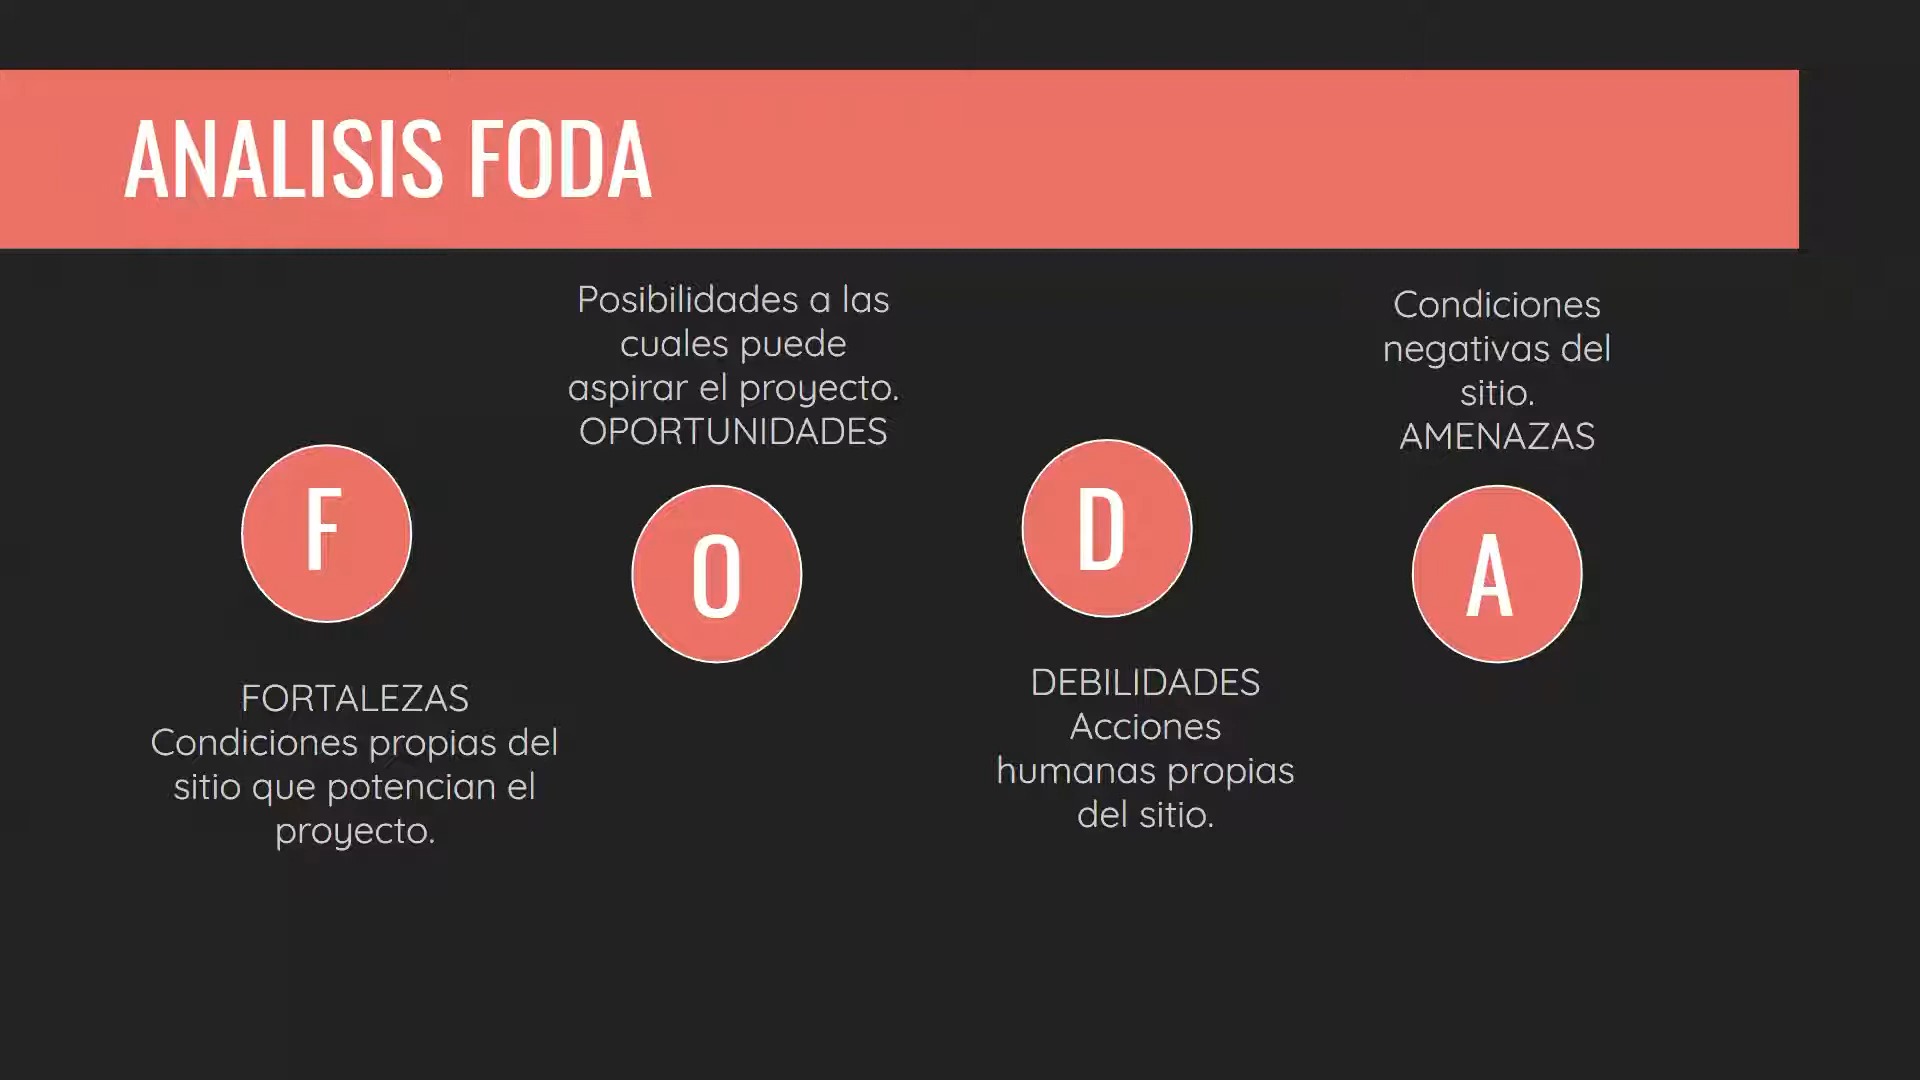 ANALISIS FODA
F
FORTALEZAS
Condiciones propias del
sitio que potencian el
proyecto.
Posibilidades a las
cuales puede
aspirar el proyecto.
OPORTUNIDADES
O
D
DEBILIDADES
Acciones
humanas propias
del sitio.
Condiciones
negativas del
sitio.
AMENAZAS
A